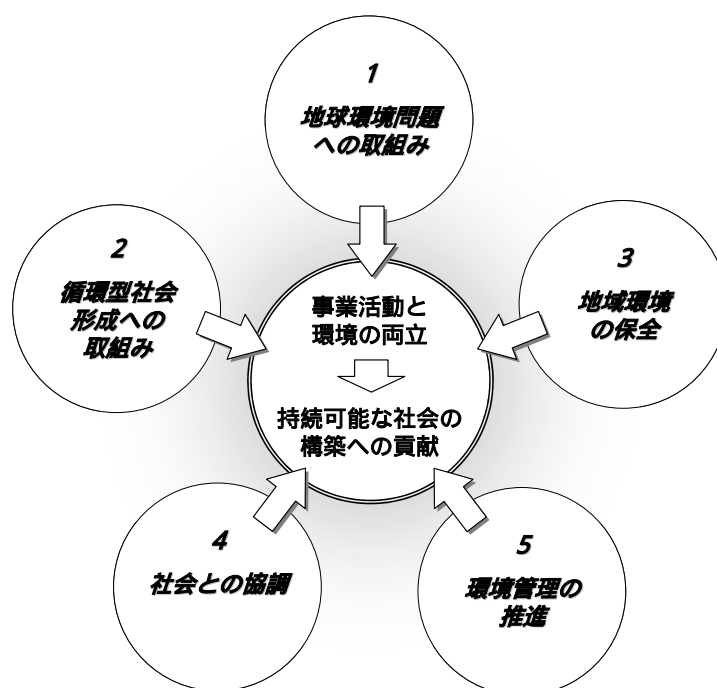 1
地球環境問題
への取組み
2
循環型社会
形成への
取組み
3
地域環境
の保全
事業活動と
環境の両立
持続可能な社会の
構築への貢献
4
社会との協調
5
環境管理の
推進